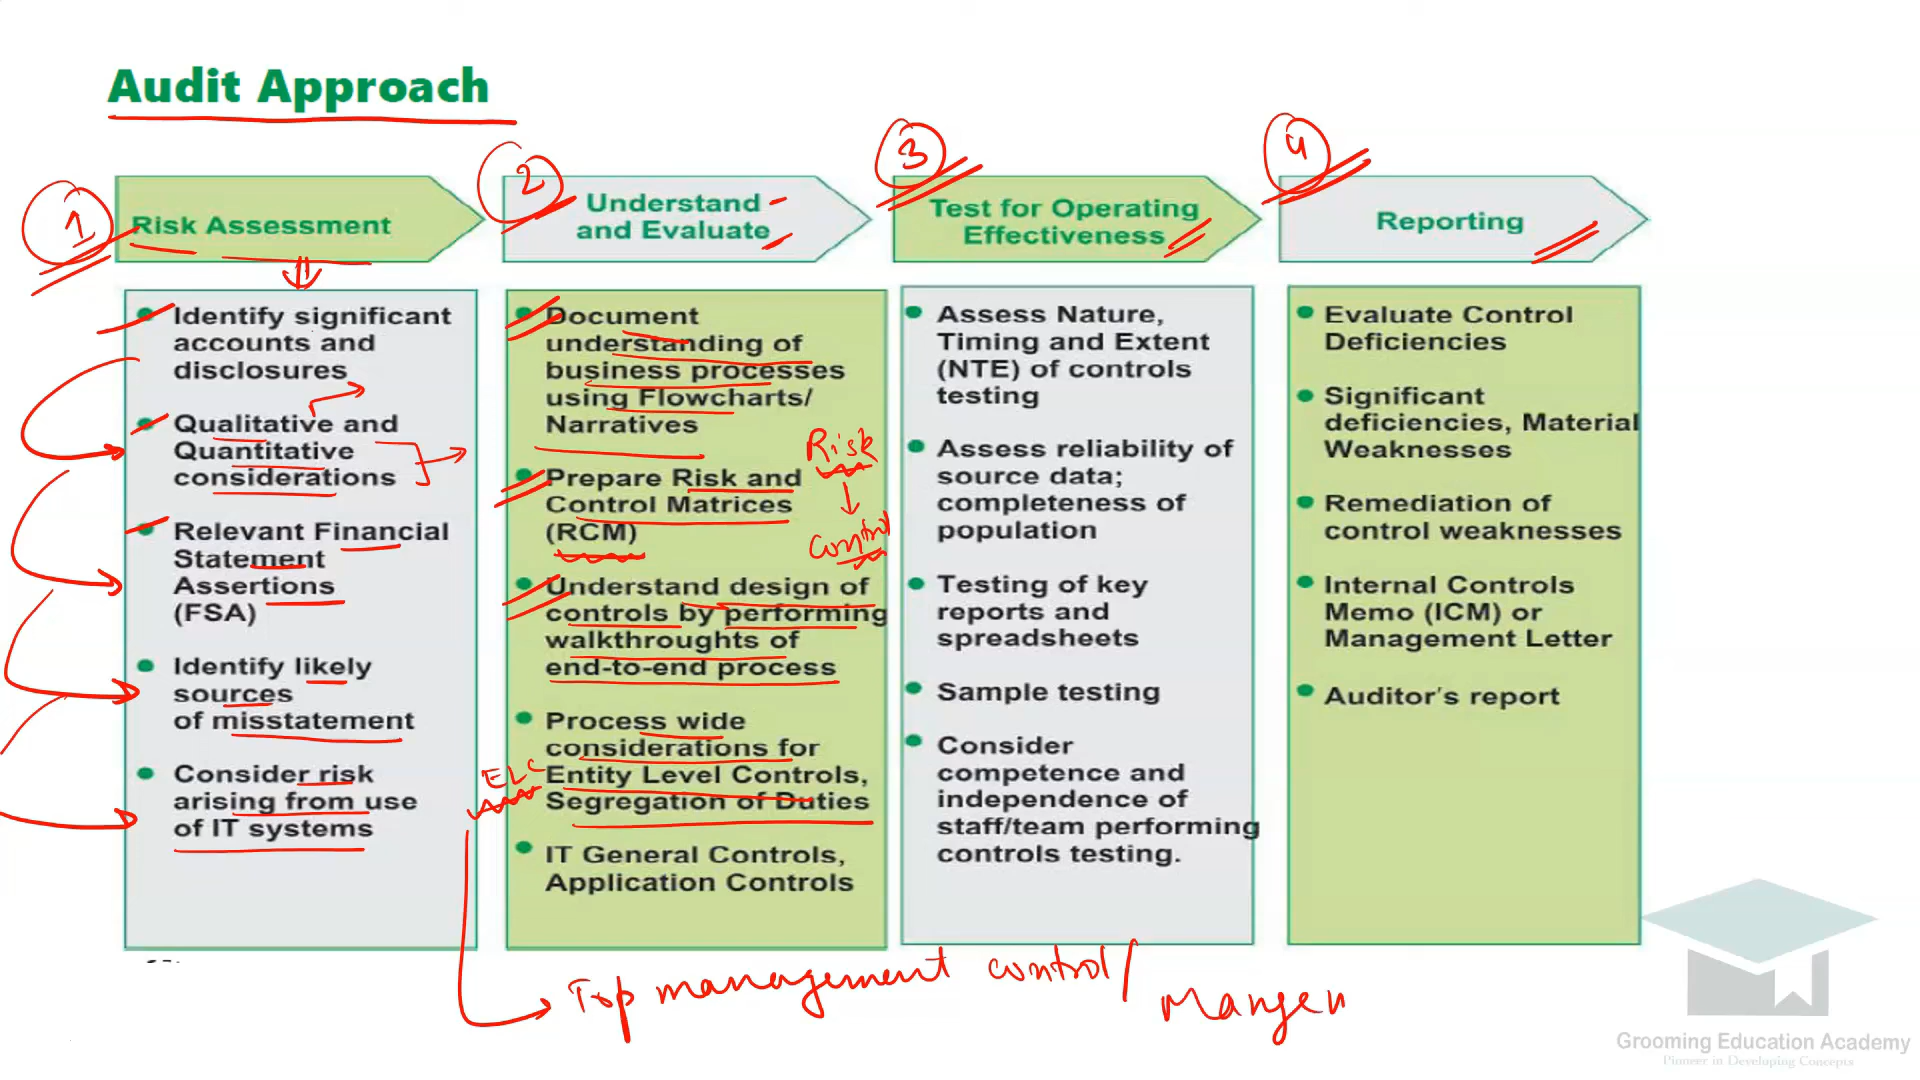 Audit Approach
1
Risk Assessment
Identify significant
accounts and
disclosures
Qualitative and
Quantitative
considerations
Relevant Financial
Statement
Assertions
(FSA)
Identify likely
sources
of misstatement
Consider risk
arising from use
of IT systems
2
Understand
and Evaluate
Document
understanding of
business processes
using Flowcharts/
Narratives
Prepare Risk and
Control Matrices
(RCM)
Risk
Control
Understand design of
controls by performing
walkthroughts of
end-to-end process
Process wide
considerations for
Entity Level Controls,
Segregation of Duties
ELC
IT General Controls,
Application Controls
3
Test for Operating
Effectiveness
Assess Nature,
Timing and Extent
(NTE) of controls
testing
Assess reliability of
source data;
completeness of
population
Testing of key
reports and
spreadsheets
Sample testing
Consider
competence and
independence of
staff/team performing
controls testing.
4
Reporting
Evaluate Control
Deficiencies
Significant
deficiencies, Material
Weaknesses
Remediation of
control weaknesses
Internal Controls
Memo (ICM) or
Management Letter
Auditor's report
Top management control/
Mangen
Grooming Education Academy
Pioneer in Developing Concepts